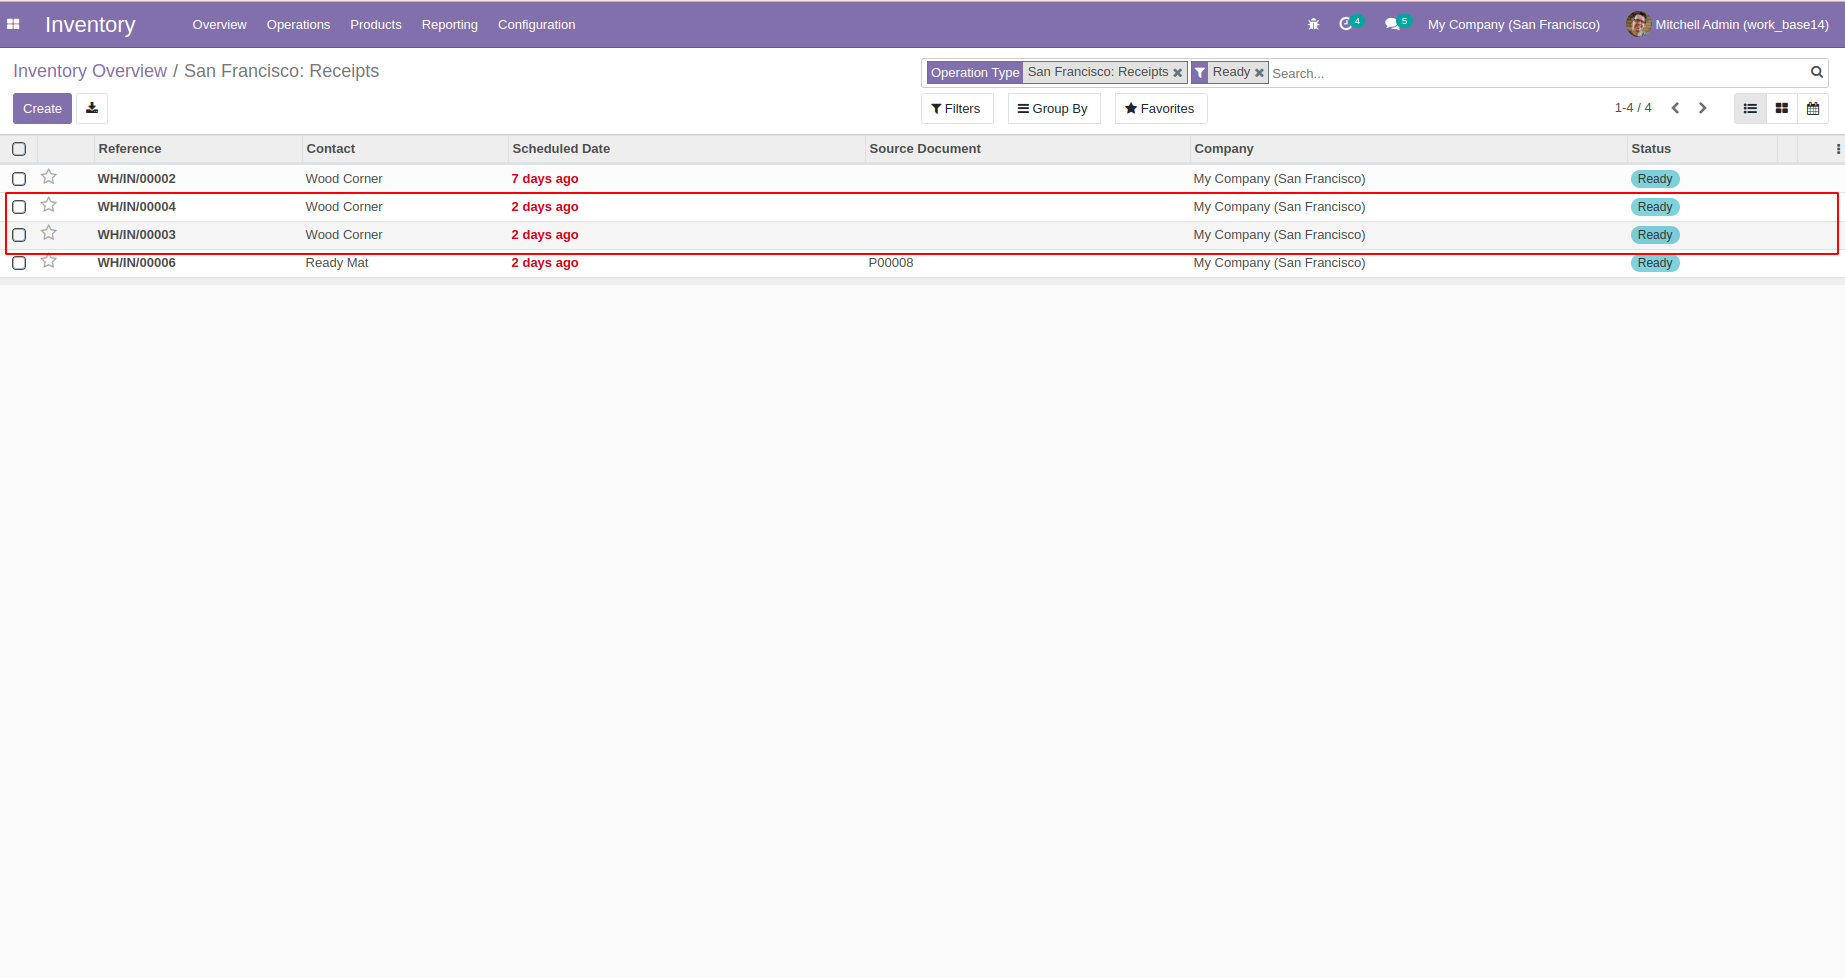 Inventory Overview Operations Products Reporting Configuration 4 5 My Company (San Francisco) Mitchell Admin (work_base14)
Inventory Overview / San Francisco: Receipts
Operation Type San Francisco: Receipts Ready Search...
Create Filters Group By Favorites 1-4 / 4
Reference Contact Scheduled Date Source Document Company Status
WH/IN/00002 Wood Corner 7 days ago My Company (San Francisco) Ready
WH/IN/00004 Wood Corner 2 days ago My Company (San Francisco) Ready
WH/IN/00003 Wood Corner 2 days ago My Company (San Francisco) Ready
WH/IN/00006 Ready Mat 2 days ago P00008 My Company (San Francisco) Ready